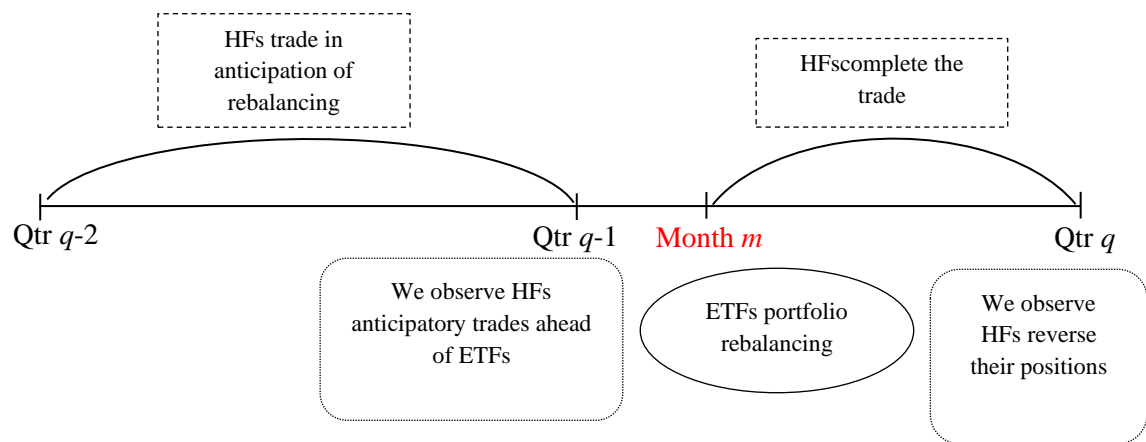 HFs trade in
anticipation of
rebalancing
HFscomplete the
trade
Qtr q-2
Qtr q-1
Month m
Qtr q
We observe HFs
anticipatory trades ahead
of ETFs
ETFs portfolio
rebalancing
We observe
HFs reverse
their positions